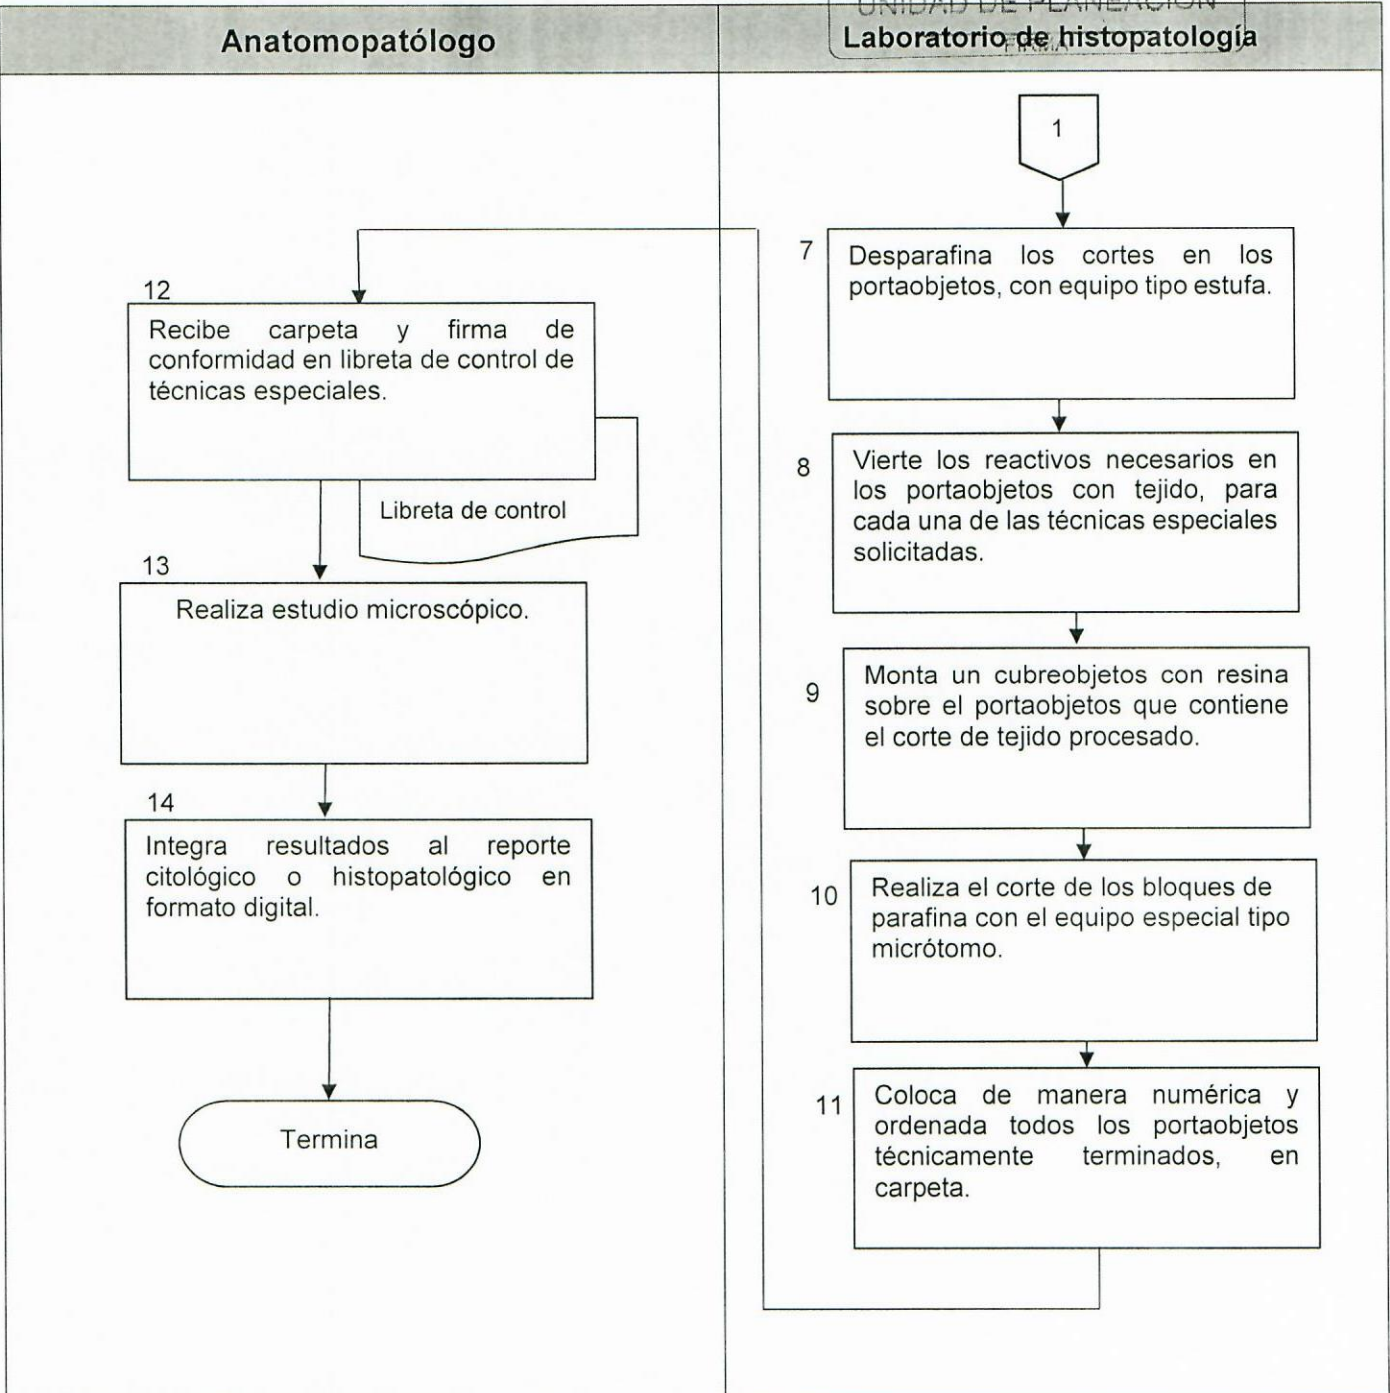 UNIDAD DE PLANEACIÓN
Anatomopatólogo
Laboratorio de histopatología
FIRMA
1
7
Desparafina los cortes en los
portaobjetos, con equipo tipo estufa.
8
Vierte los reactivos necesarios en
los portaobjetos con tejido, para
cada una de las técnicas especiales
solicitadas.
9
Monta un cubreobjetos con resina
sobre el portaobjetos que contiene
el corte de tejido procesado.
10
Realiza el corte de los bloques de
parafina con el equipo especial tipo
micrótomo.
11
Coloca de manera numérica y
ordenada todos los portaobjetos
técnicamente terminados, en
carpeta.
12
Recibe carpeta y firma de
conformidad en libreta de control de
técnicas especiales.
Libreta de control
13
Realiza estudio microscópico.
14
Integra resultados al reporte
citológico o histopatológico en
formato digital.
Termina